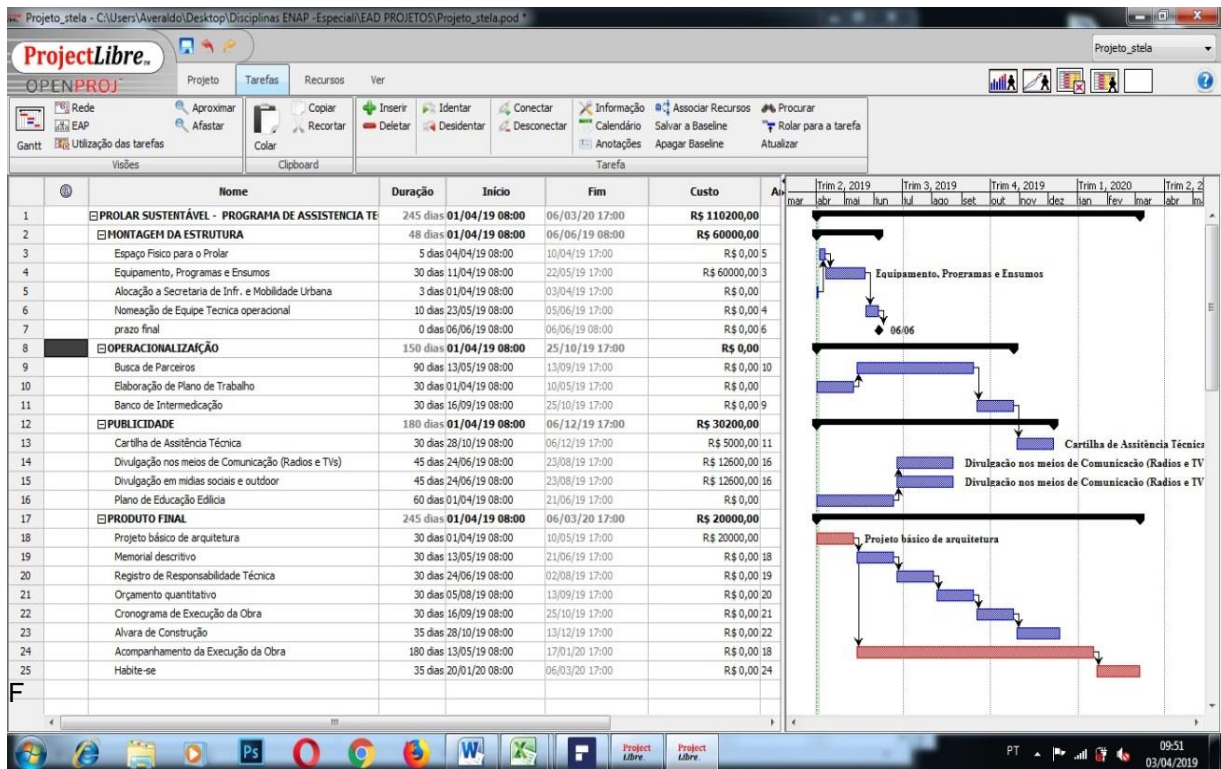 Projeto_stela - C:\Users\Averaldo\Desktop\Disciplinas ENAP -Especiali\EAD PROJETOS\Projeto_stela.pod *
ProjectLibre
OPENPROJ
Projeto Tarefas Recursos Ver
Projeto_stela
Gantt
Rede
EAP
Utilização das tarefas
Aproximar
Afastar
Visões
Colar
Copiar
Recortar
Clipboard
Inserir
Deletar
Identar
Desidentar
Conectar
Desconectar
Informação
Calendário
Anotações
Associar Recursos
Salvar a Baseline
Apagar Baseline
Procurar
Rolar para a tarefa
Atualizar
Tarefa
Nome Duração Início Fim Custo
1 PROLAR SUSTENTÁVEL - PROGRAMA DE ASSISTENCIA TE 245 dias 01/04/19 08:00 06/03/20 17:00 R$ 110200,00
2 MONTAGEM DA ESTRUTURA 48 dias 01/04/19 08:00 06/06/19 08:00 R$ 60000,00
3 Espaço Fisico para o Prolar 5 dias 04/04/19 08:00 10/04/19 17:00 R$ 0,00 5
4 Equipamento, Programas e Ensumos 30 dias 11/04/19 08:00 22/05/19 17:00 R$ 60000,00 3
5 Alocação a Secretaria de Infr. e Mobilidade Urbana 3 dias 01/04/19 08:00 03/04/19 17:00 R$ 0,00
6 Nomeação de Equipe Tecnica operacional 10 dias 23/05/19 08:00 05/06/19 17:00 R$ 0,00 4
7 prazo final 0 dias 06/06/19 08:00 06/06/19 08:00 R$ 0,00 6
8 OPERACIONALIZAfÇÃO 150 dias 01/04/19 08:00 25/10/19 17:00 R$ 0,00
9 Busca de Parceiros 90 dias 13/05/19 08:00 13/09/19 17:00 R$ 0,00 10
10 Elaboração de Plano de Trabalho 30 dias 01/04/19 08:00 10/05/19 17:00 R$ 0,00
11 Banco de Intermedicação 30 dias 16/09/19 08:00 25/10/19 17:00 R$ 0,00 9
12 PUBLICIDADE 180 dias 01/04/19 08:00 06/12/19 17:00 R$ 30200,00
13 Cartilha de Assitência Técnica 30 dias 28/10/19 08:00 06/12/19 17:00 R$ 5000,00 11
14 Divulgação nos meios de Comunicação (Radios e TVs) 45 dias 24/06/19 08:00 23/08/19 17:00 R$ 12600,00 16
15 Divulgação em midias sociais e outdoor 45 dias 24/06/19 08:00 23/08/19 17:00 R$ 12600,00 16
16 Plano de Educação Edilicia 60 dias 01/04/19 08:00 21/06/19 17:00 R$ 0,00
17 PRODUTO FINAL 245 dias 01/04/19 08:00 06/03/20 17:00 R$ 20000,00
18 Projeto básico de arquitetura 30 dias 01/04/19 08:00 10/05/19 17:00 R$ 20000,00
19 Memorial descritivo 30 dias 13/05/19 08:00 21/06/19 17:00 R$ 0,00 18
20 Registro de Responsabilidade Técnica 30 dias 24/06/19 08:00 02/08/19 17:00 R$ 0,00 19
21 Orçamento quantitativo 30 dias 05/08/19 08:00 13/09/19 17:00 R$ 0,00 20
22 Cronograma de Execução da Obra 30 dias 16/09/19 08:00 25/10/19 17:00 R$ 0,00 21
23 Alvara de Construção 35 dias 28/10/19 08:00 13/12/19 17:00 R$ 0,00 22
24 Acompanhamento da Execução da Obra 180 dias 13/05/19 08:00 17/01/20 17:00 R$ 0,00 18
25 Habite-se 35 dias 20/01/20 08:00 06/03/20 17:00 R$ 0,00 24
F
Trim 2, 2019 Trim 3, 2019 Trim 4, 2019 Trim 1, 2020 Trim 2, 2
mar abr mai jun jul ago set out nov dez jan fev mar abr
Equipamento, Programas e Ensumos
06/06
Cartilha de Assitência Técnica
Divulgação nos meios de Comunicação (Radios e TV
Divulgação nos meios de Comunicação (Radios e TV
Projeto básico de arquitetura
Ps
Project Libre
Project Libre
PT
09:51
03/04/2019